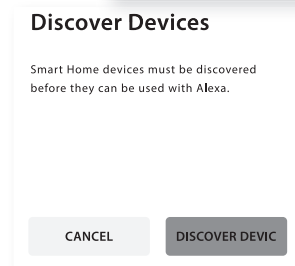 Discover Devices
Smart Home devices must be discovered
before they can be used with Alexa.
CANCEL
DISCOVER DEVIC